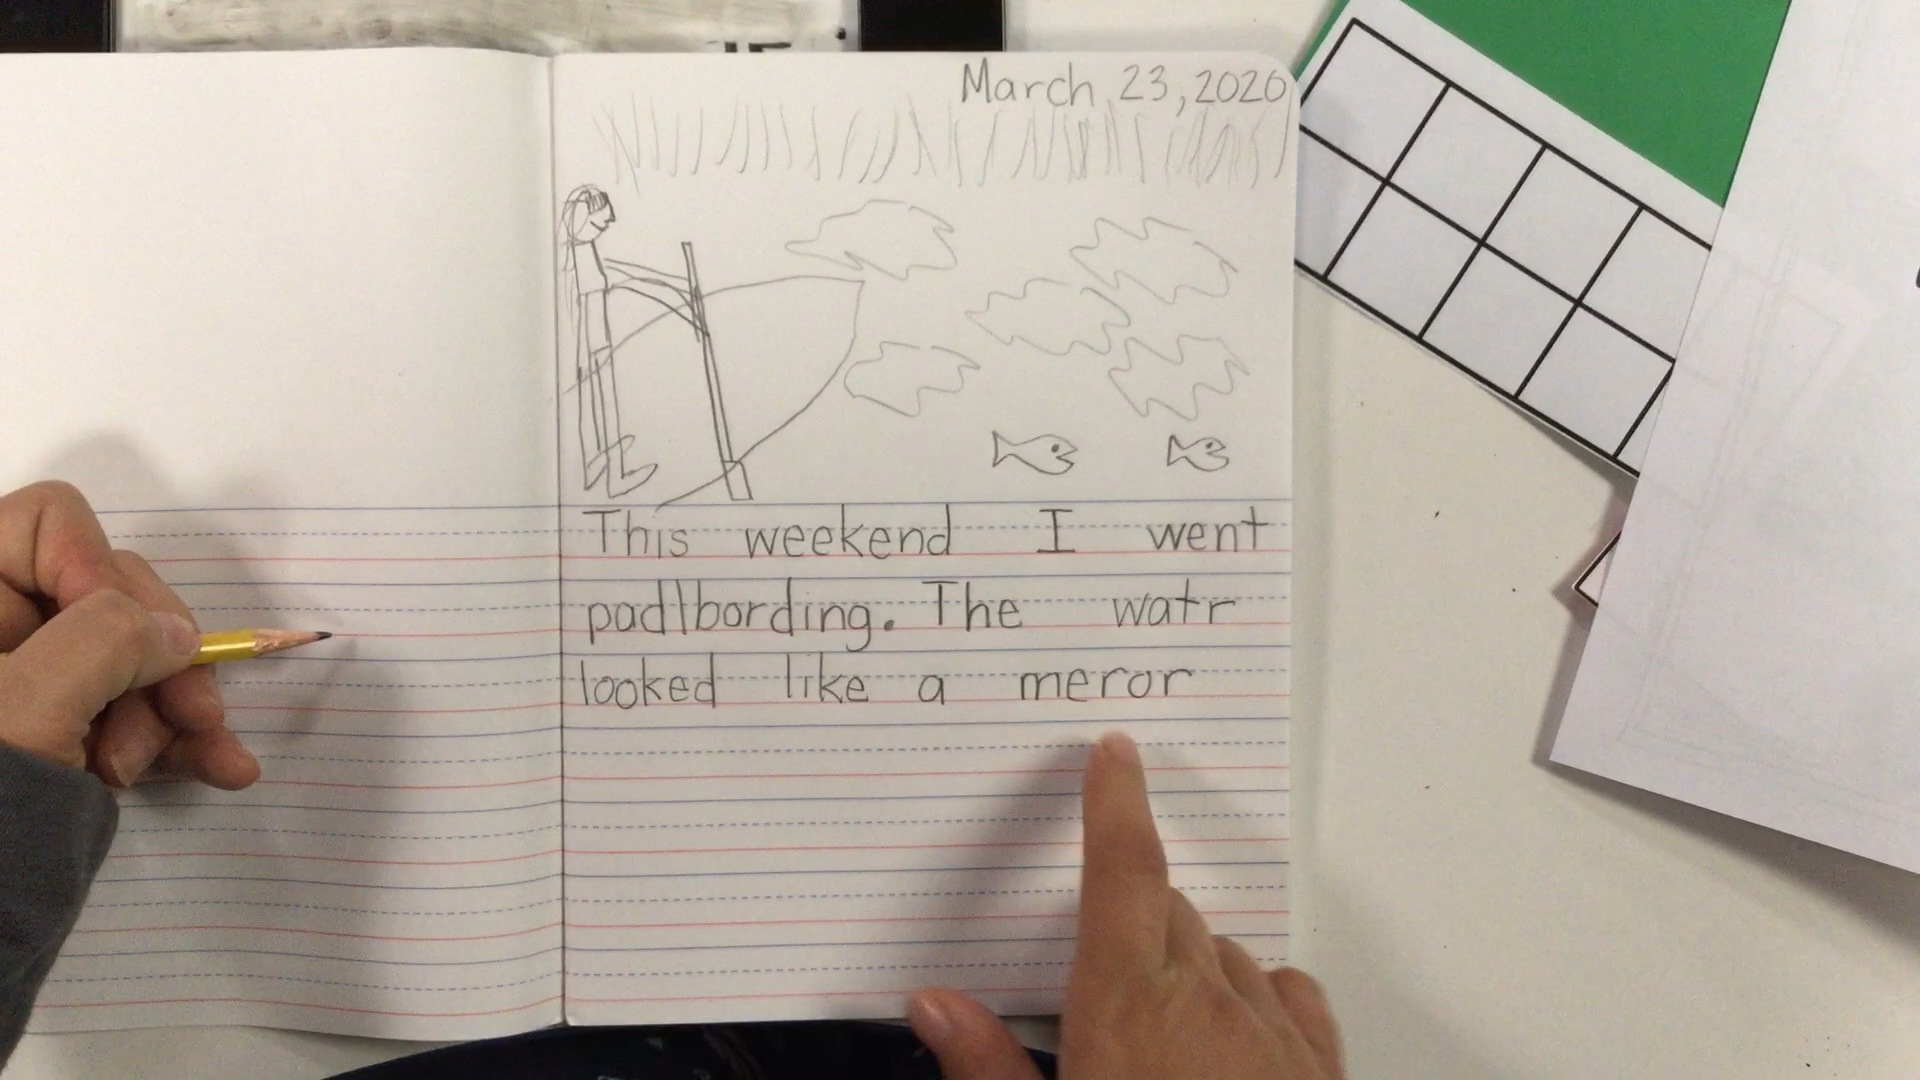 March 23, 2020
This weekend I went
padlbording. The watr
looked like a meror